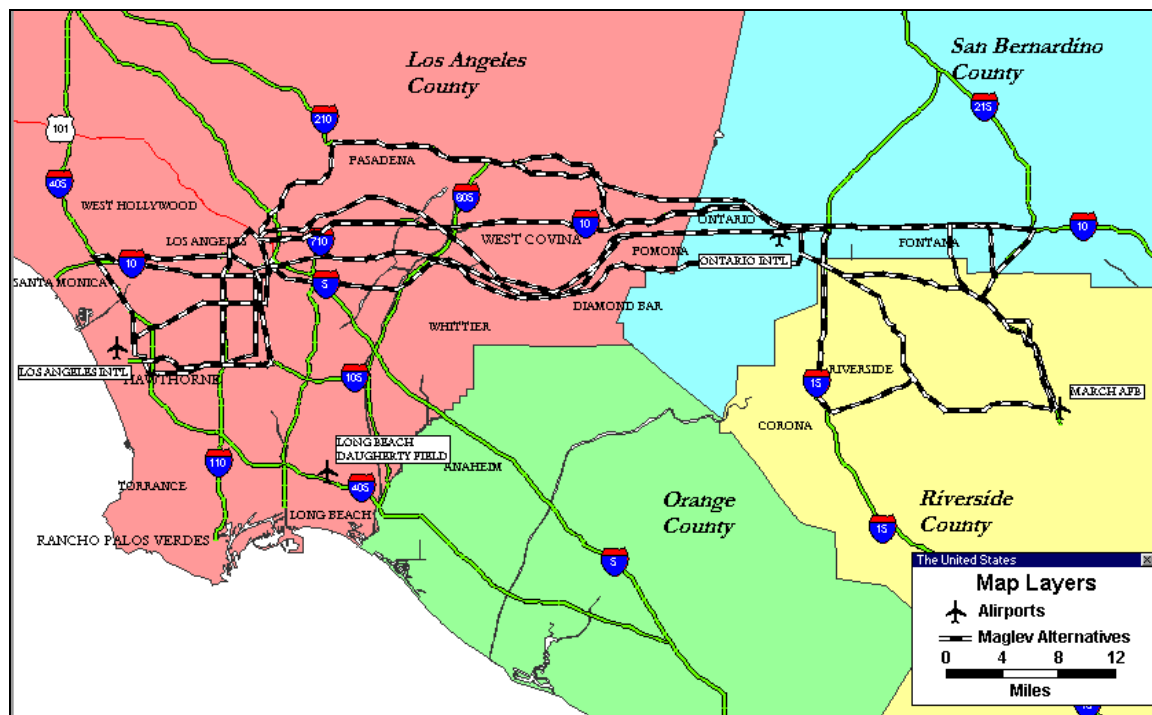 Los Angeles
County
San Bernardino
County
210
215
101
PASADENA
405
605
WEST HOLLYWOOD
10
ONTARIO
LOS ANGELES
710
WEST COVINA
10
FONTANA
POMONA
10
ONTARIO INTL
SANTA MONICA
5
DIAMOND BAR
WHITTIER
LOS ANGELES INTL
HAWTHORNE
105
15
RIVERSIDE
MARCH AFB
CORONA
LONG BEACH
DAUGHERTY FIELD
ANAHEIM
110
TORRANCE
405
LONG BEACH
Orange
County
Riverside
County
15
RANCHO PALOS VERDES
5
The United States
Map Layers
Alirports
Maglev Alternatives
0 4 8 12
Miles
15